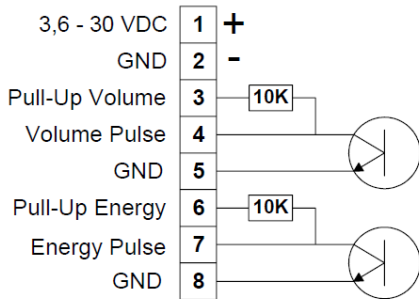 3,6 - 30 VDC 1 +
GND 2 -
Pull-Up Volume 3 10K
Volume Pulse 4
GND 5
Pull-Up Energy 6 10K
Energy Pulse 7
GND 8